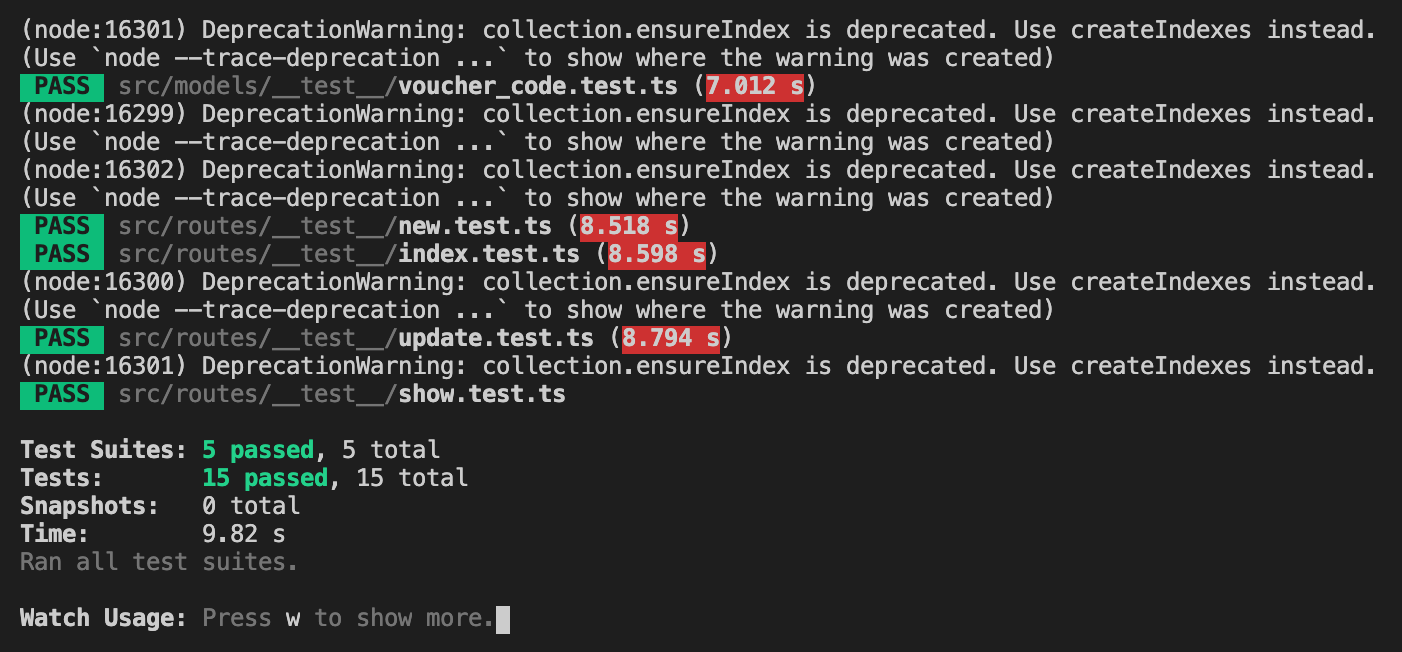 (node:16301) DeprecationWarning: collection.ensureIndex is deprecated. Use createIndexes instead.
(Use `node --trace-deprecation ...` to show where the warning was created)
PASS src/models/__test__/voucher_code.test.ts (7.012 s)
(node:16299) DeprecationWarning: collection.ensureIndex is deprecated. Use createIndexes instead.
(Use `node --trace-deprecation ...` to show where the warning was created)
(node:16302) DeprecationWarning: collection.ensureIndex is deprecated. Use createIndexes instead.
(Use `node --trace-deprecation ...` to show where the warning was created)
PASS src/routes/__test__/new.test.ts (8.518 s)
PASS src/routes/__test__/index.test.ts (8.598 s)
(node:16300) DeprecationWarning: collection.ensureIndex is deprecated. Use createIndexes instead.
(Use `node --trace-deprecation ...` to show where the warning was created)
PASS src/routes/__test__/update.test.ts (8.794 s)
(node:16301) DeprecationWarning: collection.ensureIndex is deprecated. Use createIndexes instead.
PASS src/routes/__test__/show.test.ts
Test Suites: 5 passed, 5 total
Tests: 15 passed, 15 total
Snapshots: 0 total
Time: 9.82 s
Ran all test suites.
Watch Usage: Press w to show more.